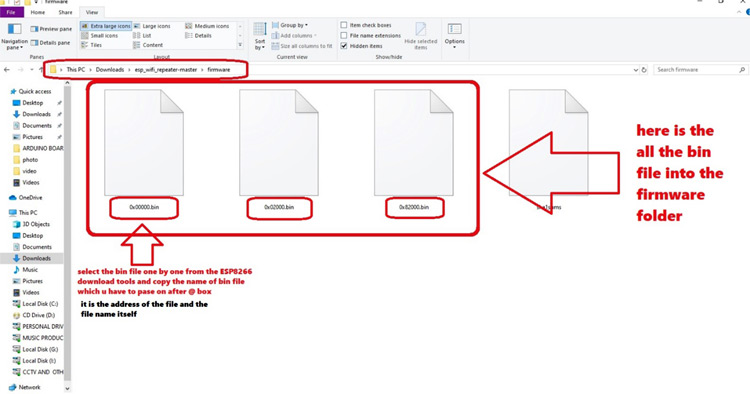 firmware
File
Home
Share
View
Navigation pane
Preview pane
Details pane
Panes
Extra large icons
Large icons
Medium icons
Small icons
List
Details
Tiles
Content
Layout
Sort by
Group by
Add columns
Size all columns to fit
Current view
Item check boxes
File name extensions
Hidden items
Hide selected items
Show/hide
Options
This PC > Downloads > esp_wifi_repeater-master > firmware
Search firmware
Quick access
Desktop
Downloads
Documents
Pictures
ARDUINO BOAR
photo
video
Videos
OneDrive
This PC
3D Objects
Desktop
Documents
Downloads
Music
Pictures
Videos
Local Disk (C:)
CD Drive (D:)
PERSONAL DRIV
MUSIC PRODUC
Local Disk (G:)
Local Disk (I:)
CCTV AND OTH
Network
0x00000.bin
0x02000.bin
0x82000.bin
here is the
all the bin
file into the
firmware
folder
select the bin file one by one from the ESP8266
download tools and copy the name of bin file
which u have to pase on after @ box
it is the address of the file and the
file name itself